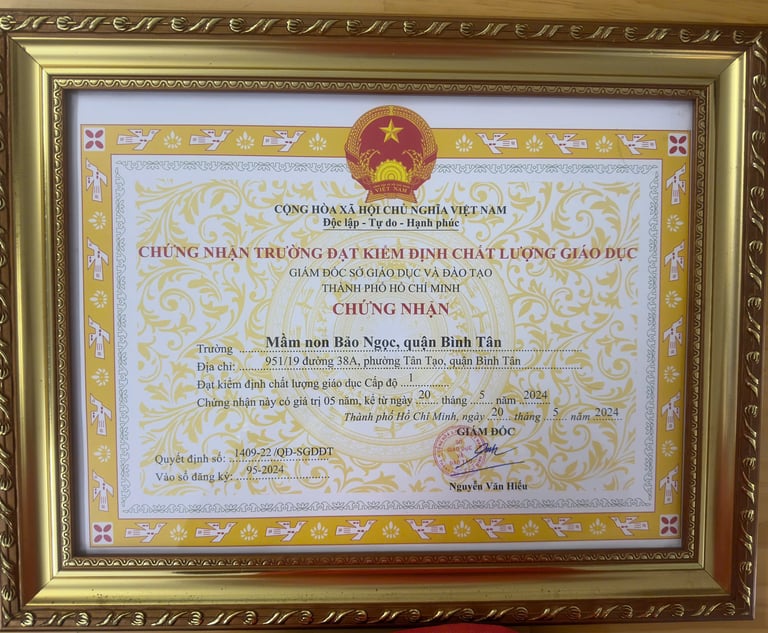 VIỆT NAM
CỘNG HÒA XÃ HỘI CHỦ NGHĨA VIỆT NAM
Độc lập - Tự do - Hạnh phúc
CHỨNG NHẬN TRƯỜNG ĐẠT KIỂM ĐỊNH CHẤT LƯỢNG GIÁO DỤC
GIÁM ĐỐC SỞ GIÁO DỤC VÀ ĐÀO TẠO
THÀNH PHỐ HỒ CHÍ MINH
CHỨNG NHẬN
Trường Mầm non Bảo Ngọc, quận Bình Tân
Địa chỉ: 951/19 đường 38A, phường Tân Tạo, quận Bình Tân
Đạt kiểm định chất lượng giáo dục Cấp độ 1
Chứng nhận này có giá trị 05 năm, kể từ ngày 20 tháng 5 năm 2024
Thành phố Hồ Chí Minh, ngày 20 tháng 5 năm 2024
GIÁM ĐỐC
SỞ
GIÁO DỤC
VÀ
Quyết định số: 1409-22 /QĐ-SGDĐT
Vào sổ đăng ký: 95-2024
Nguyễn Văn Hiếu